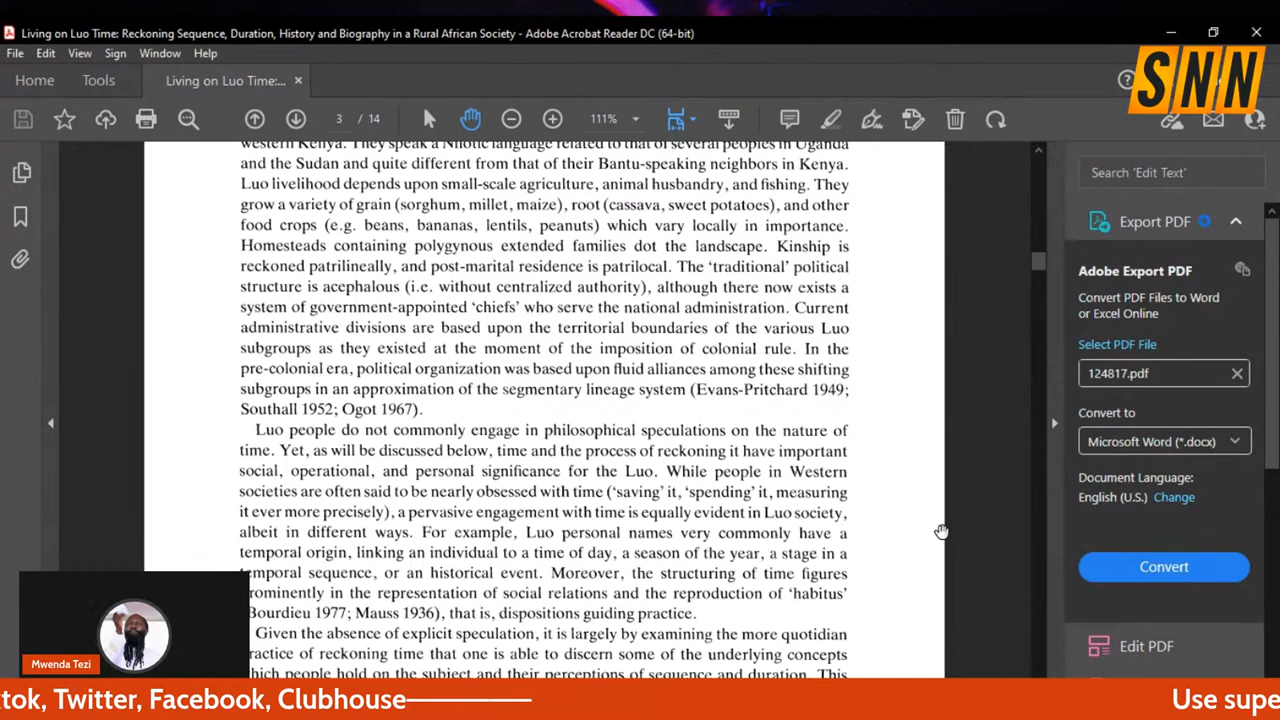 Living on Luo Time: Reckoning Sequence, Duration, History and Biography in a Rural African Society - Adobe Acrobat Reader DC (64-bit)
File Edit View Sign Window Help
Home Tools Living on Luo Time:... ×
SNN
3 / 14 111%
western Kenya. They speak a Nilotic language related to that of several peoples in Uganda
and the Sudan and quite different from that of their Bantu-speaking neighbors in Kenya.
Luo livelihood depends upon small-scale agriculture, animal husbandry, and fishing. They
grow a variety of grain (sorghum, millet, maize), root (cassava, sweet potatoes), and other
food crops (e.g. beans, bananas, lentils, peanuts) which vary locally in importance.
Homesteads containing polygynous extended families dot the landscape. Kinship is
reckoned patrilineally, and post-marital residence is patrilocal. The ‘traditional’ political
structure is acephalous (i.e. without centralized authority), although there now exists a
system of government-appointed ‘chiefs’ who serve the national administration. Current
administrative divisions are based upon the territorial boundaries of the various Luo
subgroups as they existed at the moment of the imposition of colonial rule. In the
pre-colonial era, political organization was based upon fluid alliances among these shifting
subgroups in an approximation of the segmentary lineage system (Evans-Pritchard 1949;
Southall 1952; Ogot 1967).
Luo people do not commonly engage in philosophical speculations on the nature of
time. Yet, as will be discussed below, time and the process of reckoning it have important
social, operational, and personal significance for the Luo. While people in Western
societies are often said to be nearly obsessed with time (‘saving’ it, ‘spending’ it, measuring
it ever more precisely), a pervasive engagement with time is equally evident in Luo society,
albeit in different ways. For example, Luo personal names very commonly have a
temporal origin, linking an individual to a time of day, a season of the year, a stage in a
temporal sequence, or an historical event. Moreover, the structuring of time figures
rominently in the representation of social relations and the reproduction of ‘habitus’
Bourdieu 1977; Mauss 1936), that is, dispositions guiding practice.
Given the absence of explicit speculation, it is largely by examining the more quotidian
ractice of reckoning time that one is able to discern some of the underlying concepts
hich people hold on the subject and their perceptions of sequence and duration. This
Search 'Edit Text'
Export PDF
Adobe Export PDF
Convert PDF Files to Word
or Excel Online
Select PDF File
124817.pdf
Convert to
Microsoft Word (*.docx)
Document Language:
English (U.S.) Change
Convert
Edit PDF
Mwenda Tezi
ktok, Twitter, Facebook, Clubhouse Use supe